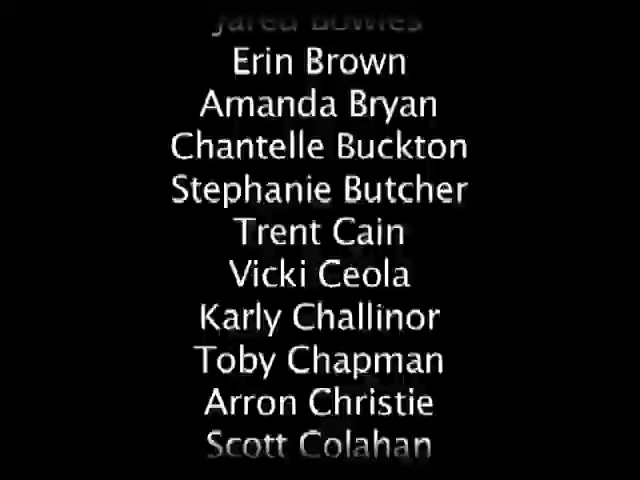 Jared Bowles
Erin Brown
Amanda Bryan
Chantelle Buckton
Stephanie Butcher
Trent Cain
Vicki Ceola
Karly Challinor
Toby Chapman
Arron Christie
Scott Colahan